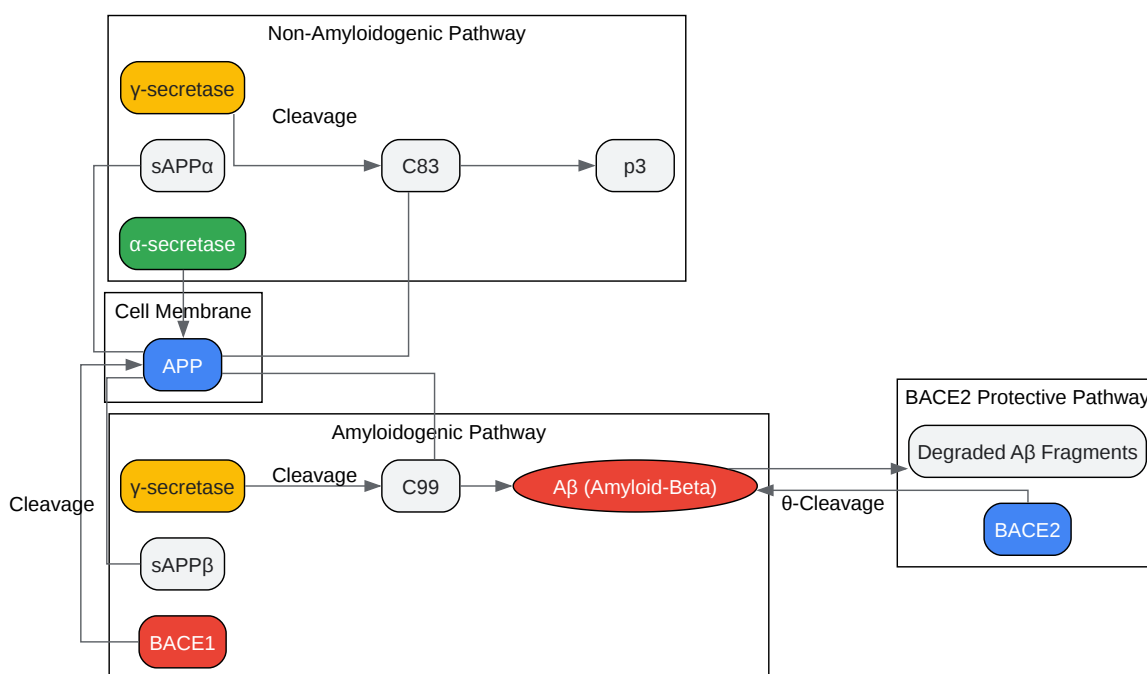 Non-Amyloidogenic Pathway
γ-secretase
Cleavage
sAPPα
C83
p3
α-secretase
Cell Membrane
APP
BACE2 Protective Pathway
Amyloidogenic Pathway
Degraded Aβ Fragments
γ-secretase
Cleavage
C99
Aβ (Amyloid-Beta)
Cleavage
θ-Cleavage
BACE2
sAPPβ
BACE1